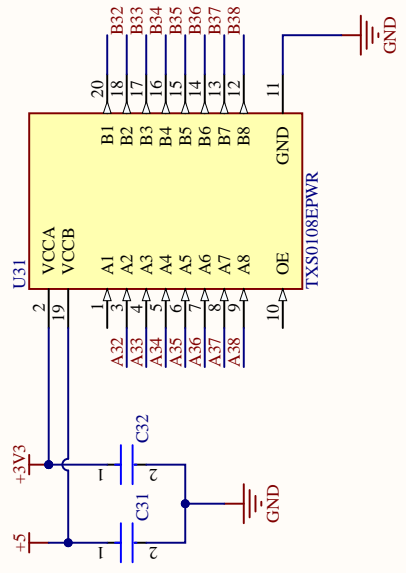 +5
+3V3
U31
2 VCCA
19 VCCB
1 1
1 A1 B1 20
A32 3 A2 B2 18 B32
C31 C32
A33 4 A3 B3 17 B33
2 2
A34 5 A4 B4 16 B34
A35 6 A5 B5 15 B35
A36 7 A6 B6 14 B36
A37 8 A7 B7 13 B37
A38 9 A8 B8 12 B38
GND
10 OE GND 11
TXS0108EPWR
GND